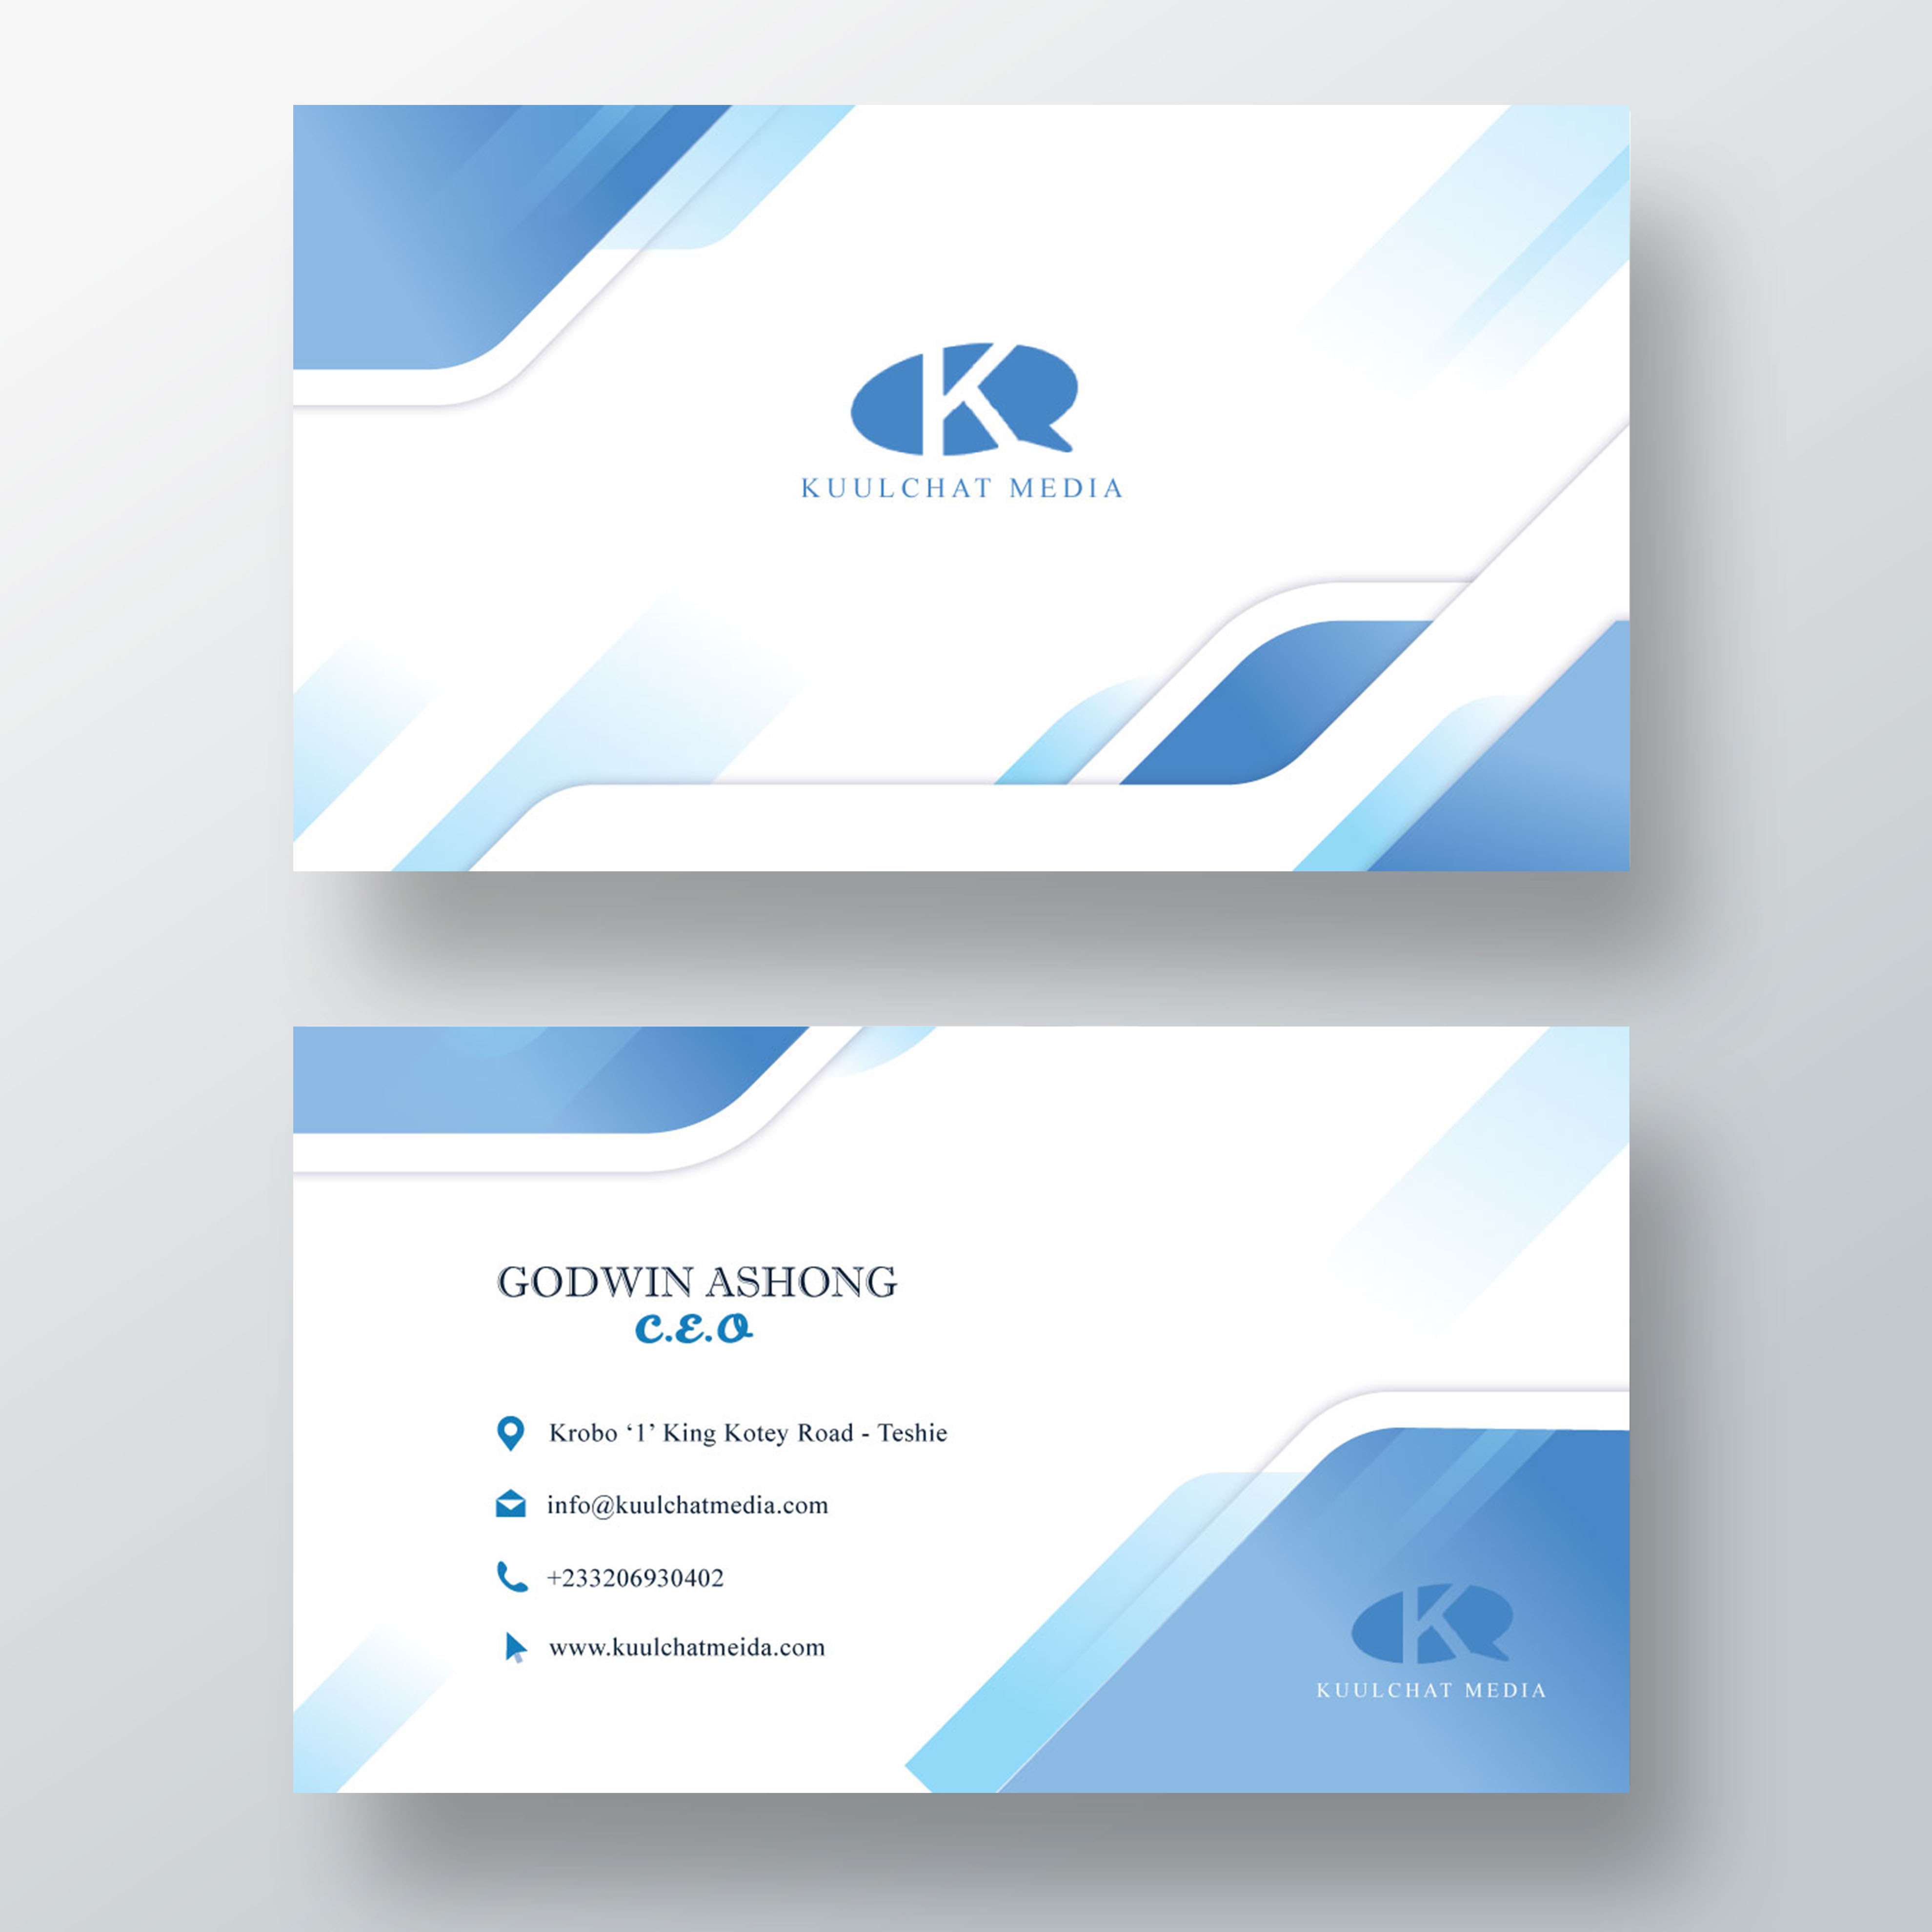 KUULCHAT MEDIA
GODWIN ASHONG
C.E.O
Krobo ‘1’ King Kotey Road - Teshie
info@kuulchatmedia.com
+233206930402
www.kuulchatmeida.com
K
KUULCHAT MEDIA